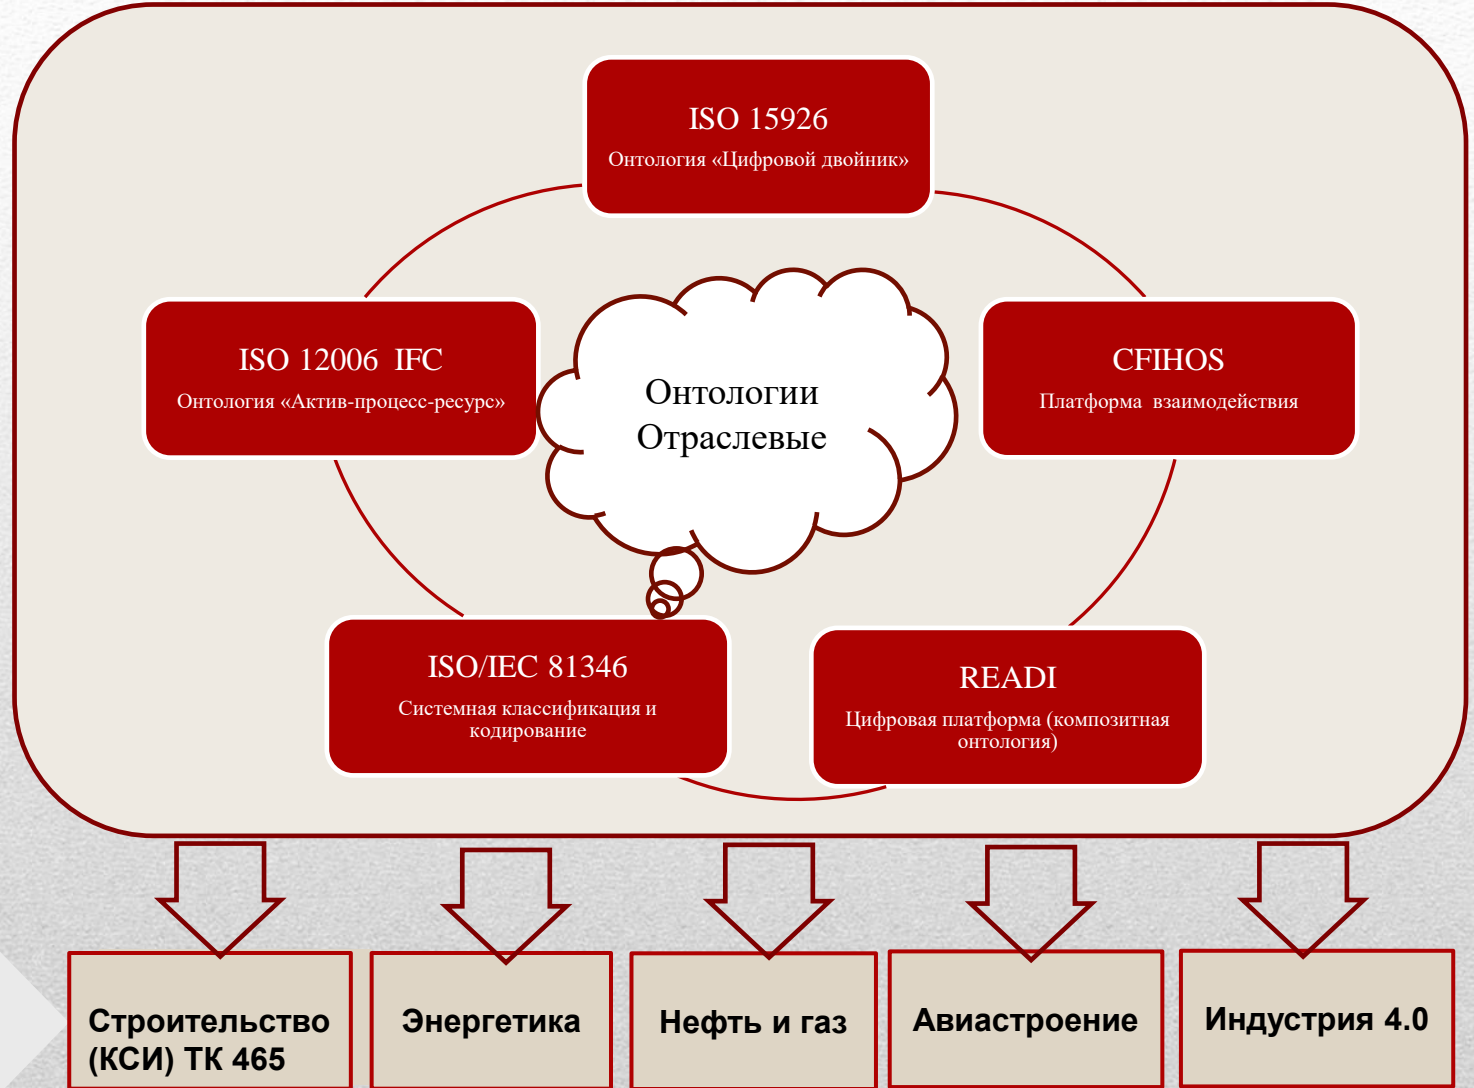 ISO 15926
Онтология «Цифровой двойник»
ISO 12006  IFC
Онтология «Актив-процесс-ресурс»
Онтологии
Отраслевые
CFIHOS
Платформа  взаимодействия
ISO/IEC 81346
Системная классификация и
кодирование
READI
Цифровая платформа (композитная
онтология)
Строительство
(КСИ) ТК 465
Энергетика
Нефть и газ
Авиастроение
Индустрия 4.0